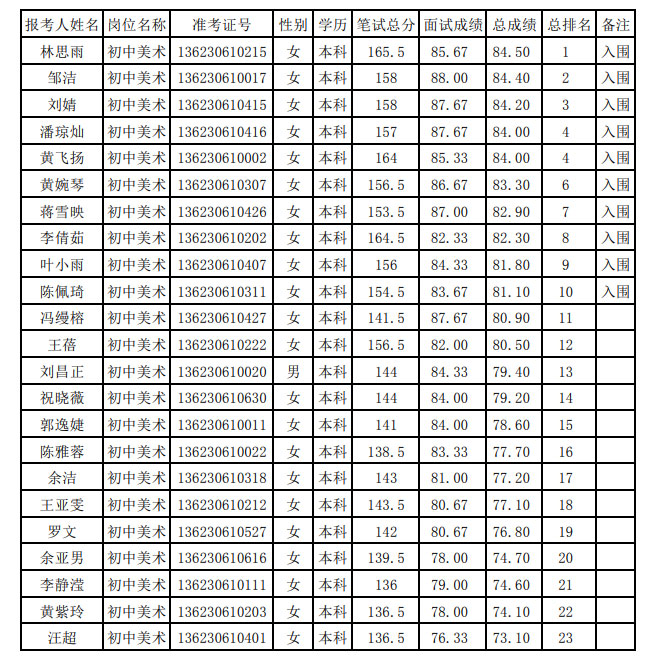 报考人姓名 岗位名称 准考证号 性别 学历 笔试总分 面试成绩 总成绩 总排名 备注
林思雨 初中美术 136230610215 女 本科 165.5 85.67 84.50 1 入围
邹洁 初中美术 136230610017 女 本科 158 88.00 84.40 2 入围
刘婧 初中美术 136230610415 女 本科 158 87.67 84.20 3 入围
潘琼灿 初中美术 136230610416 女 本科 157 87.67 84.00 4 入围
黄飞扬 初中美术 136230610002 女 本科 164 85.33 84.00 4 入围
黄婉琴 初中美术 136230610307 女 本科 156.5 86.67 83.30 6 入围
蒋雪映 初中美术 136230610426 女 本科 153.5 87.00 82.90 7 入围
李倩茹 初中美术 136230610202 女 本科 164.5 82.33 82.30 8 入围
叶小雨 初中美术 136230610407 女 本科 156 84.33 81.80 9 入围
陈佩琦 初中美术 136230610311 女 本科 154.5 83.67 81.10 10 入围
冯缦榕 初中美术 136230610427 女 本科 141.5 87.67 80.90 11
王蓓 初中美术 136230610222 女 本科 156.5 82.00 80.50 12
刘昌正 初中美术 136230610020 男 本科 144 84.33 79.40 13
祝晓薇 初中美术 136230610630 女 本科 144 84.00 79.20 14
郭逸婕 初中美术 136230610011 女 本科 141 84.00 78.60 15
陈雅蓉 初中美术 136230610022 女 本科 138.5 83.33 77.70 16
余洁 初中美术 136230610318 女 本科 143 81.00 77.20 17
王亚雯 初中美术 136230610212 女 本科 143.5 80.67 77.10 18
罗文 初中美术 136230610527 女 本科 142 80.67 76.80 19
余亚男 初中美术 136230610616 女 本科 139.5 78.00 74.70 20
李静滢 初中美术 136230610111 女 本科 136 79.00 74.60 21
黄紫玲 初中美术 136230610203 女 本科 136.5 78.00 74.10 22
汪超 初中美术 136230610401 女 本科 136.5 76.33 73.10 23